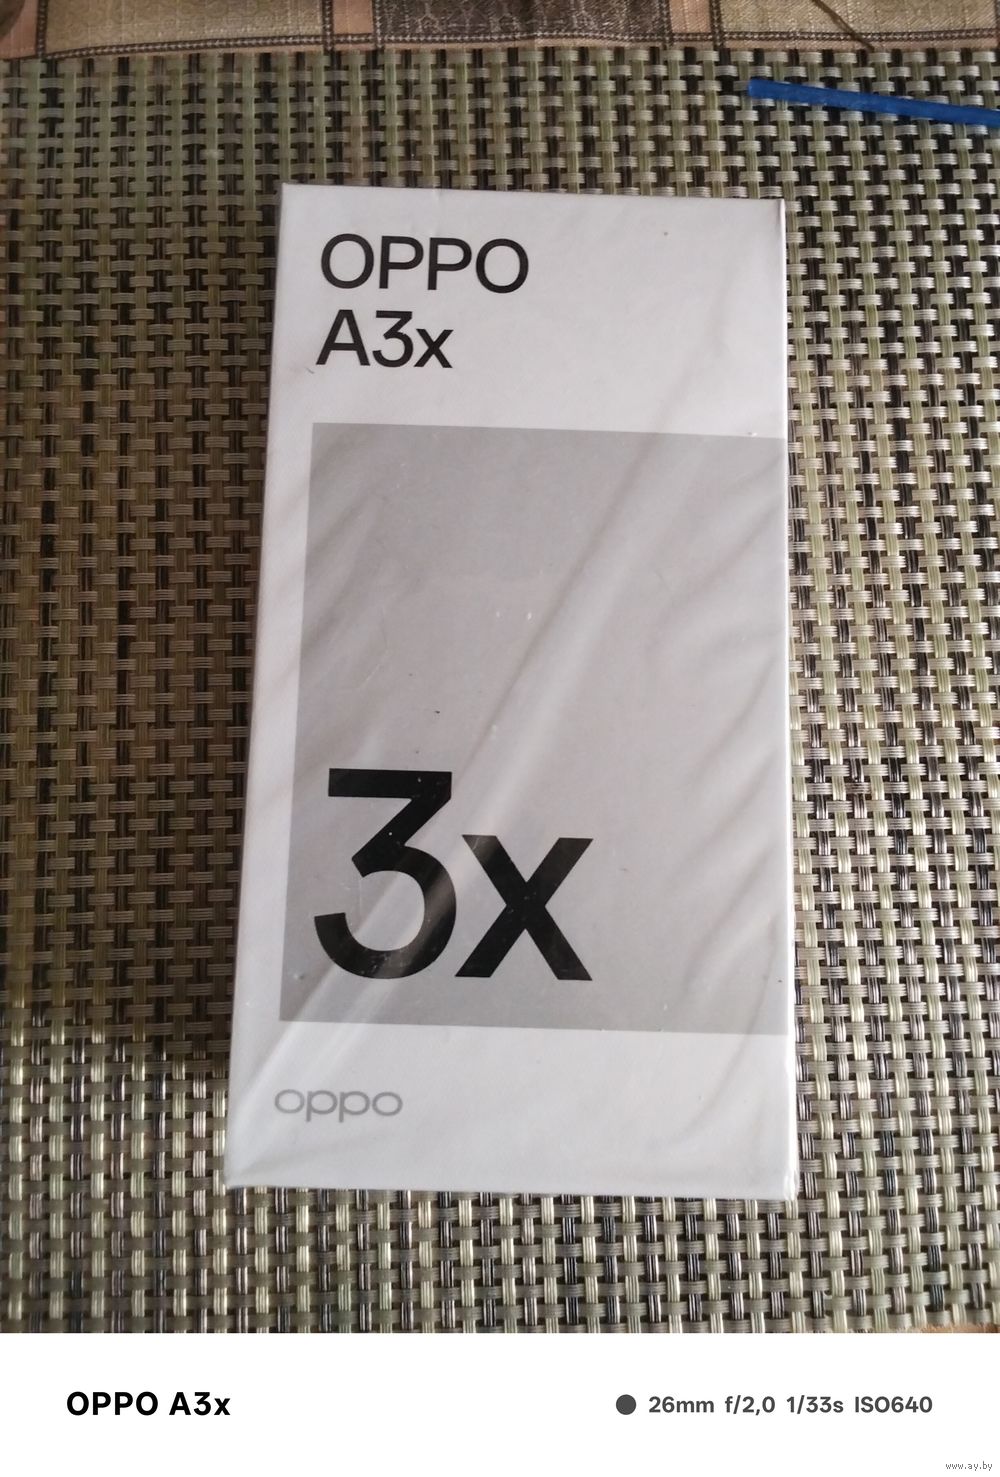 OPPO
A3x
3x
oppo
OPPO A3x
26mm f/2,0 1/33s ISO640
www.ay.by